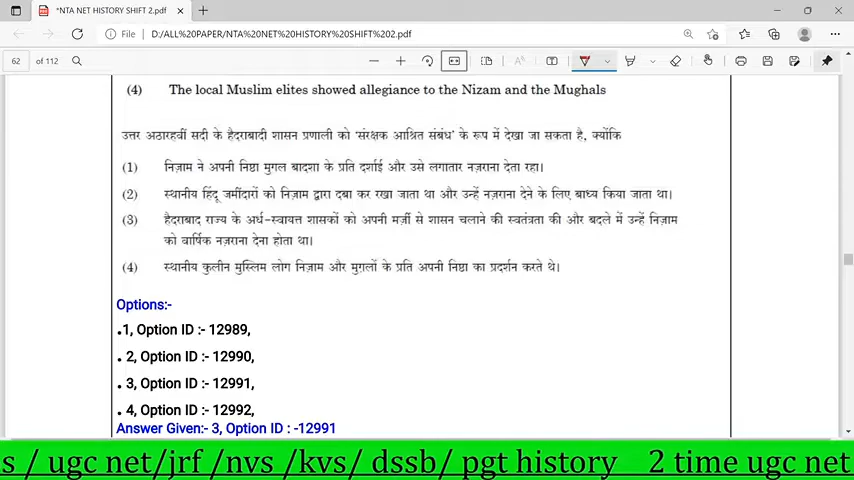 *NTA NET HISTORY SHIFT 2.pdf
File
D:/ALL%20PAPER/NTA%20NET%20HISTORY%20SHIFT%202.pdf
62 of 112
(4) The local Muslim elites showed allegiance to the Nizam and the Mughals
उत्तर अठारहवीं सदी के हैदराबादी शासन प्रणाली को 'संरक्षक आश्रित संबंध' के रूप में देखा जा सकता है, क्योंकि
(1) निज़ाम ने अपनी निष्ठा मुगल बादशा के प्रति दर्शाई और उसे लगातार नज़राना देता रहा।
(2) स्थानीय हिंदू जमींदारों को निज़ाम द्वारा दबा कर रखा जाता था और उन्हें नज़राना देने के लिए बाध्य किया जाता था।
(3) हैदराबाद राज्य के अर्ध-स्वायत्त शासकों को अपनी मर्ज़ी से शासन चलाने की स्वतंत्रता की और बदले में उन्हें निज़ाम
को वार्षिक नज़राना देना होता था।
(4) स्थानीय कुलीन मुस्लिम लोग निज़ाम और मुग़लों के प्रति अपनी निष्ठा का प्रदर्शन करते थे।
Options:-
.1, Option ID :- 12989,
. 2, Option ID :- 12990,
. 3, Option ID :- 12991,
. 4, Option ID :- 12992,
Answer Given:- 3, Option ID : -12991
s / ugc net/jrf /nvs /kvs/ dssb/ pgt history 2 time ugc net